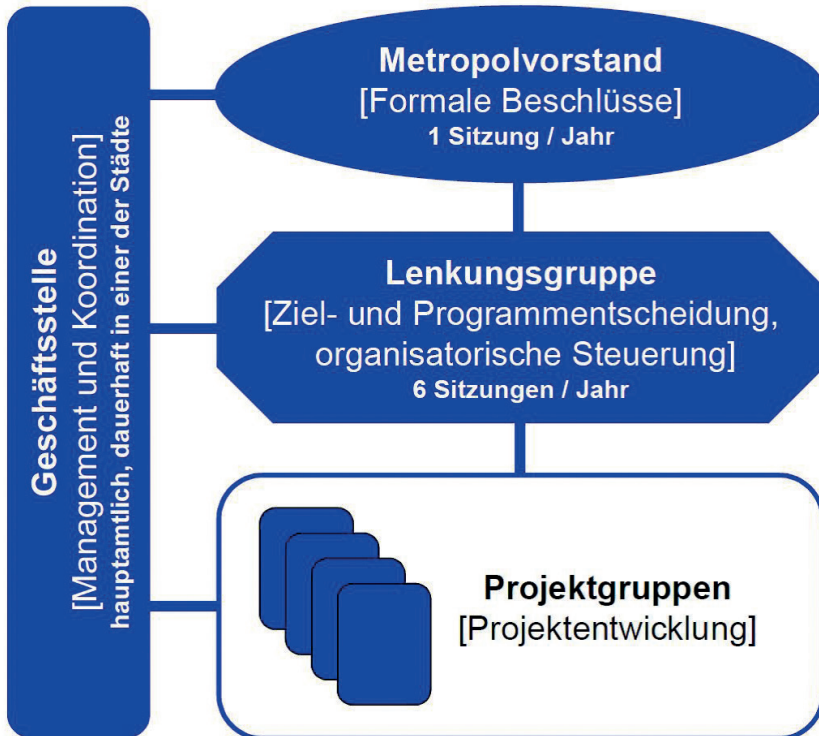 Geschäftsstelle
[Management und Koordination]
hauptamtlich, dauerhaft in einer der Städte
Metropolvorstand
[Formale Beschlüsse]
1 Sitzung / Jahr
Lenkungsgruppe
[Ziel- und Programmentscheidung,
organisatorische Steuerung]
6 Sitzungen / Jahr
Projektgruppen
[Projektentwicklung]